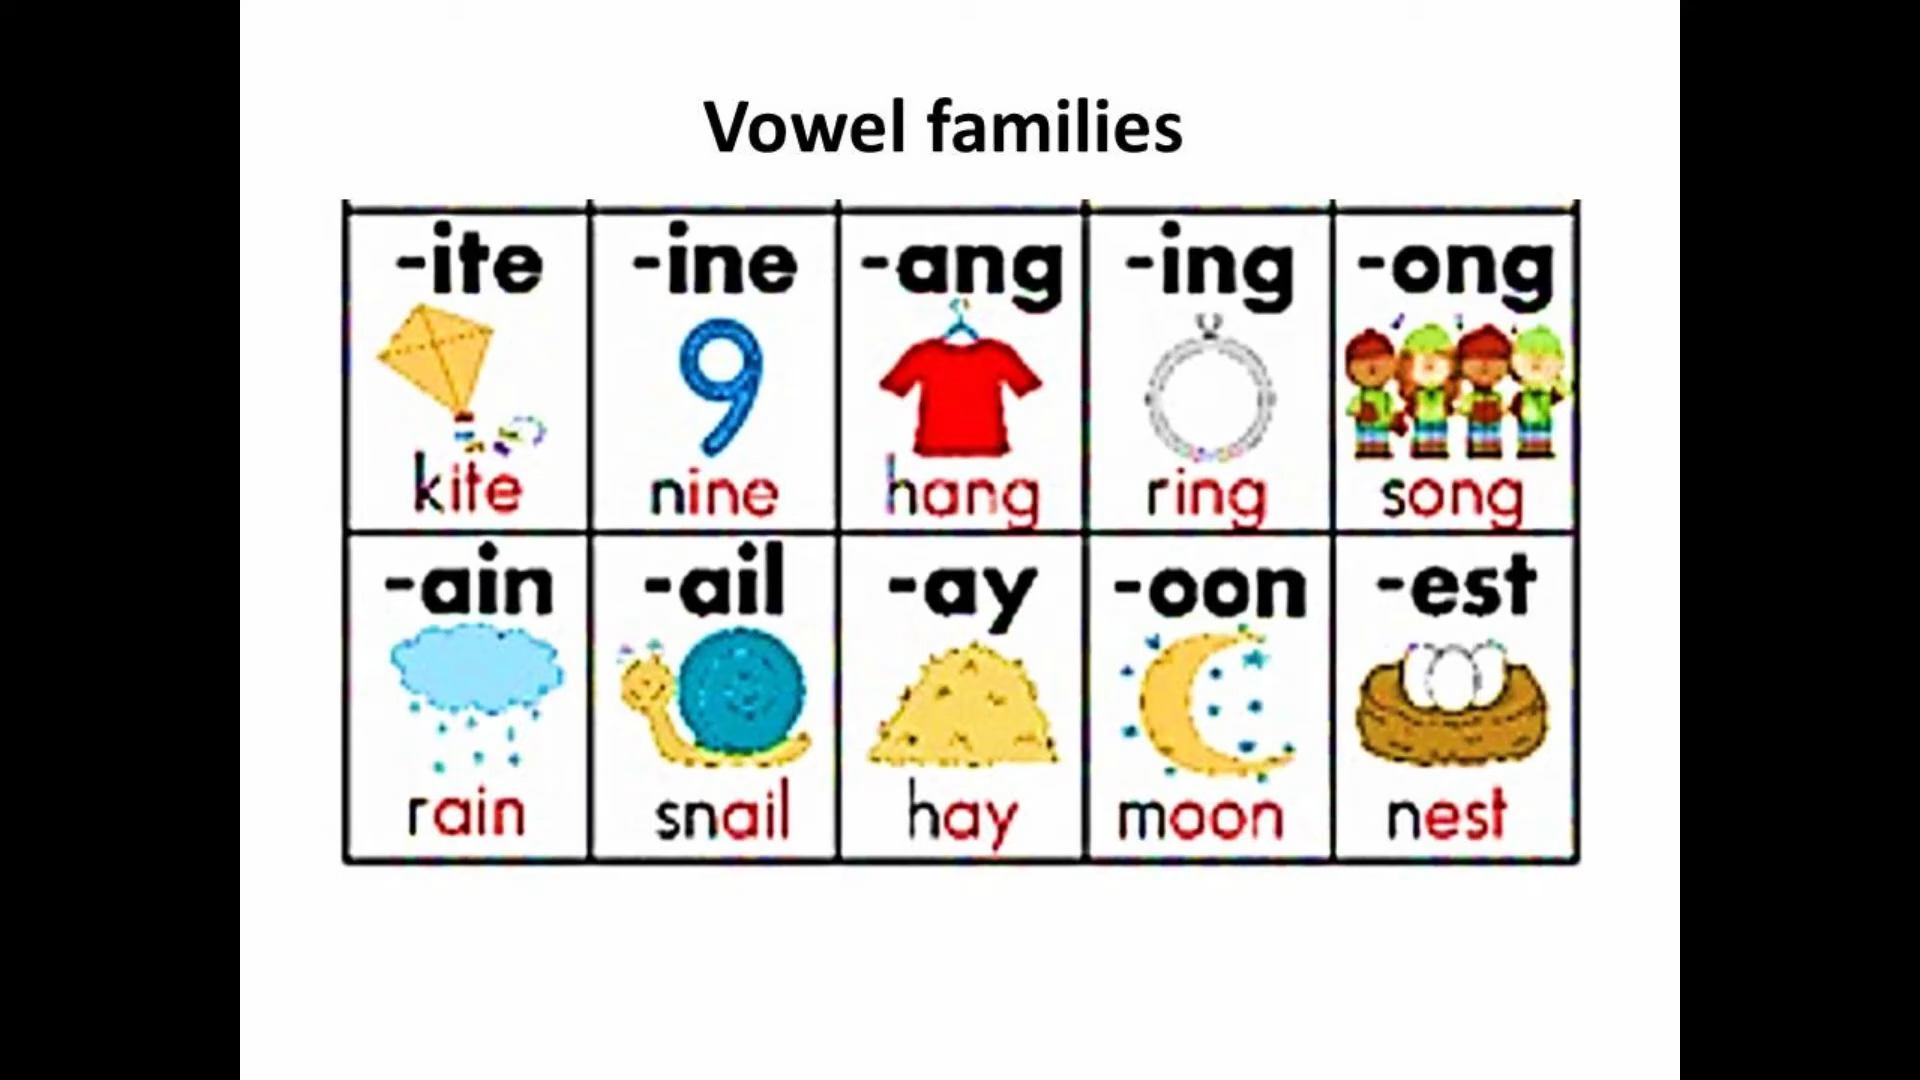 Vowel families
-ite -ine -ang -ing -ong
9
kite nine hang ring song
-ain -ail -ay -oon -est
rain snail hay moon nest